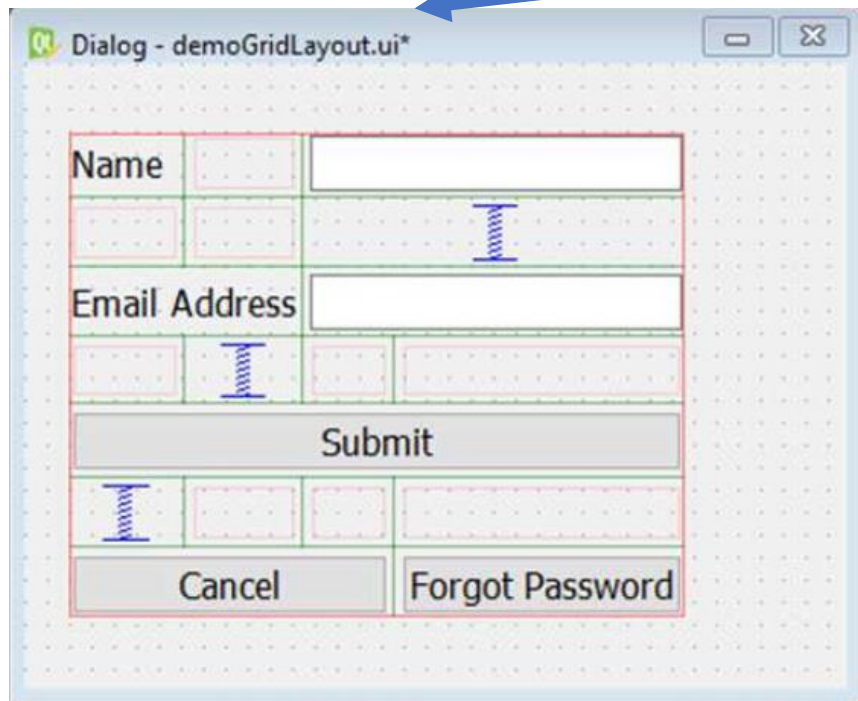 Dialog - demoGridLayout.ui*
Name
Email Address
Submit
Cancel Forgot Password